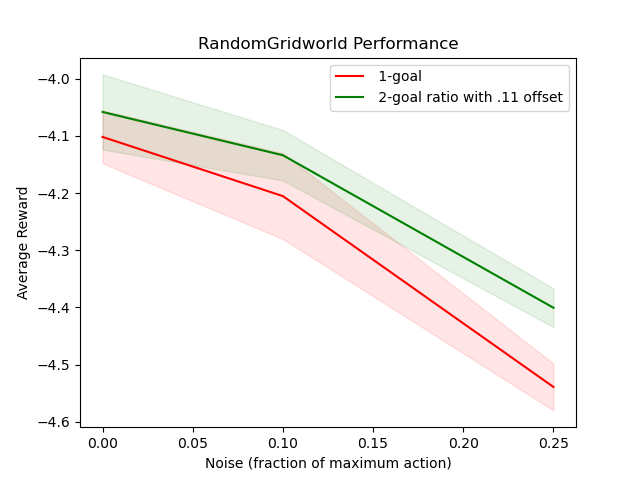 RandomGridworld Performance
1-goal
2-goal ratio with .11 offset
Average Reward
−4.0
−4.1
−4.2
−4.3
−4.4
−4.5
−4.6
0.00 0.05 0.10 0.15 0.20 0.25
Noise (fraction of maximum action)